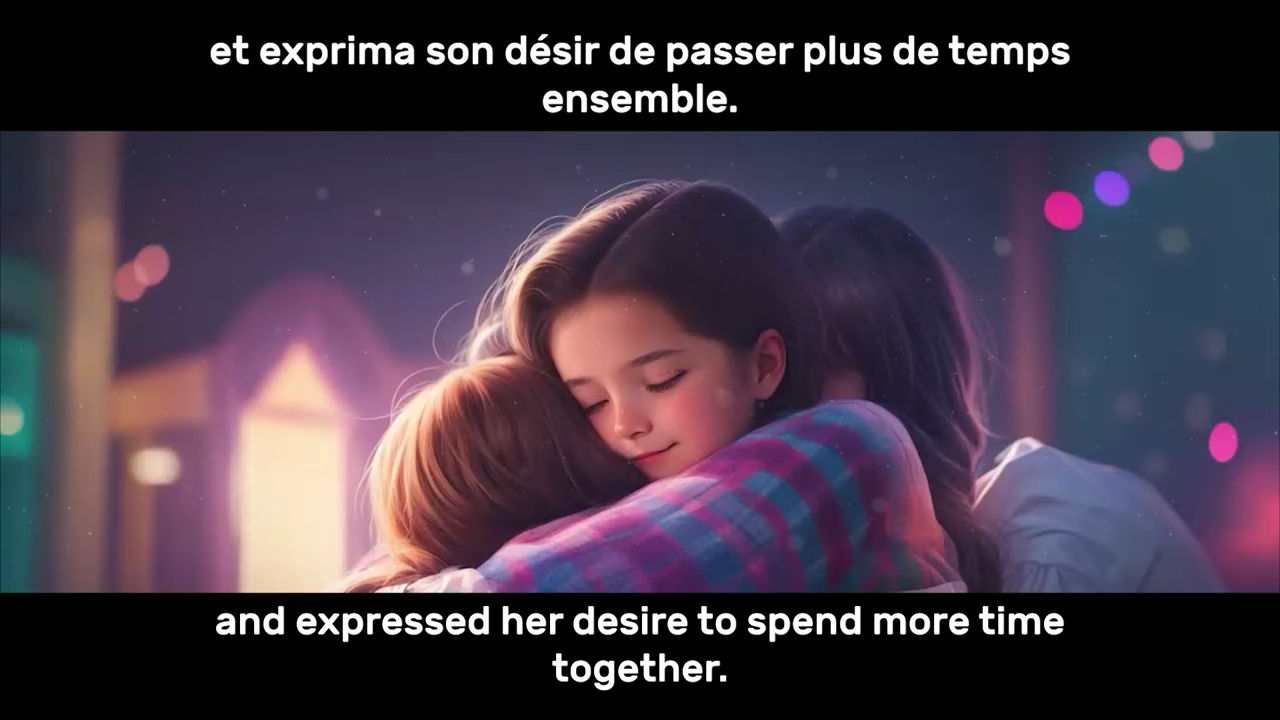 et exprima son désir de passer plus de temps
ensemble.
and expressed her desire to spend more time
together.